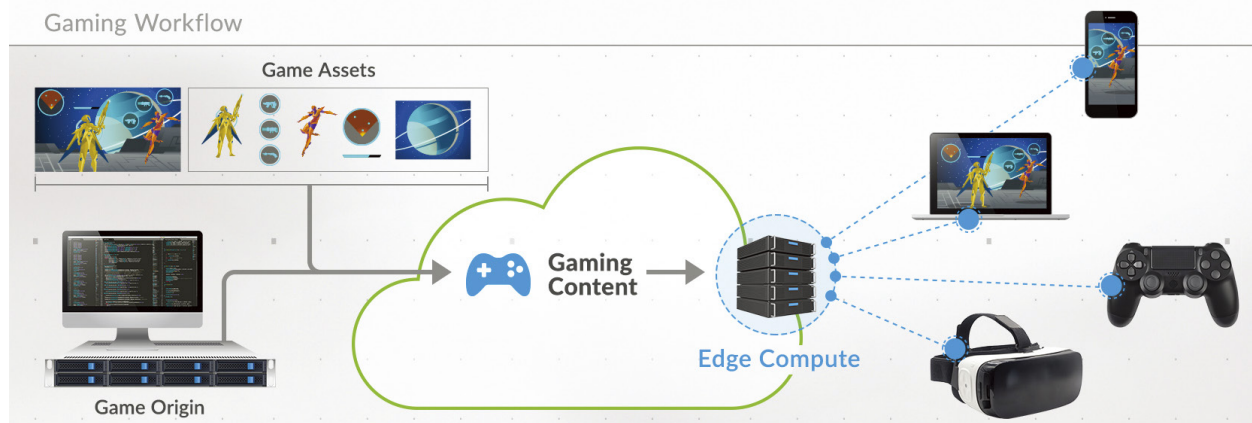 Gaming Workflow
Game Assets
Gaming
Content
Edge Compute
Game Origin